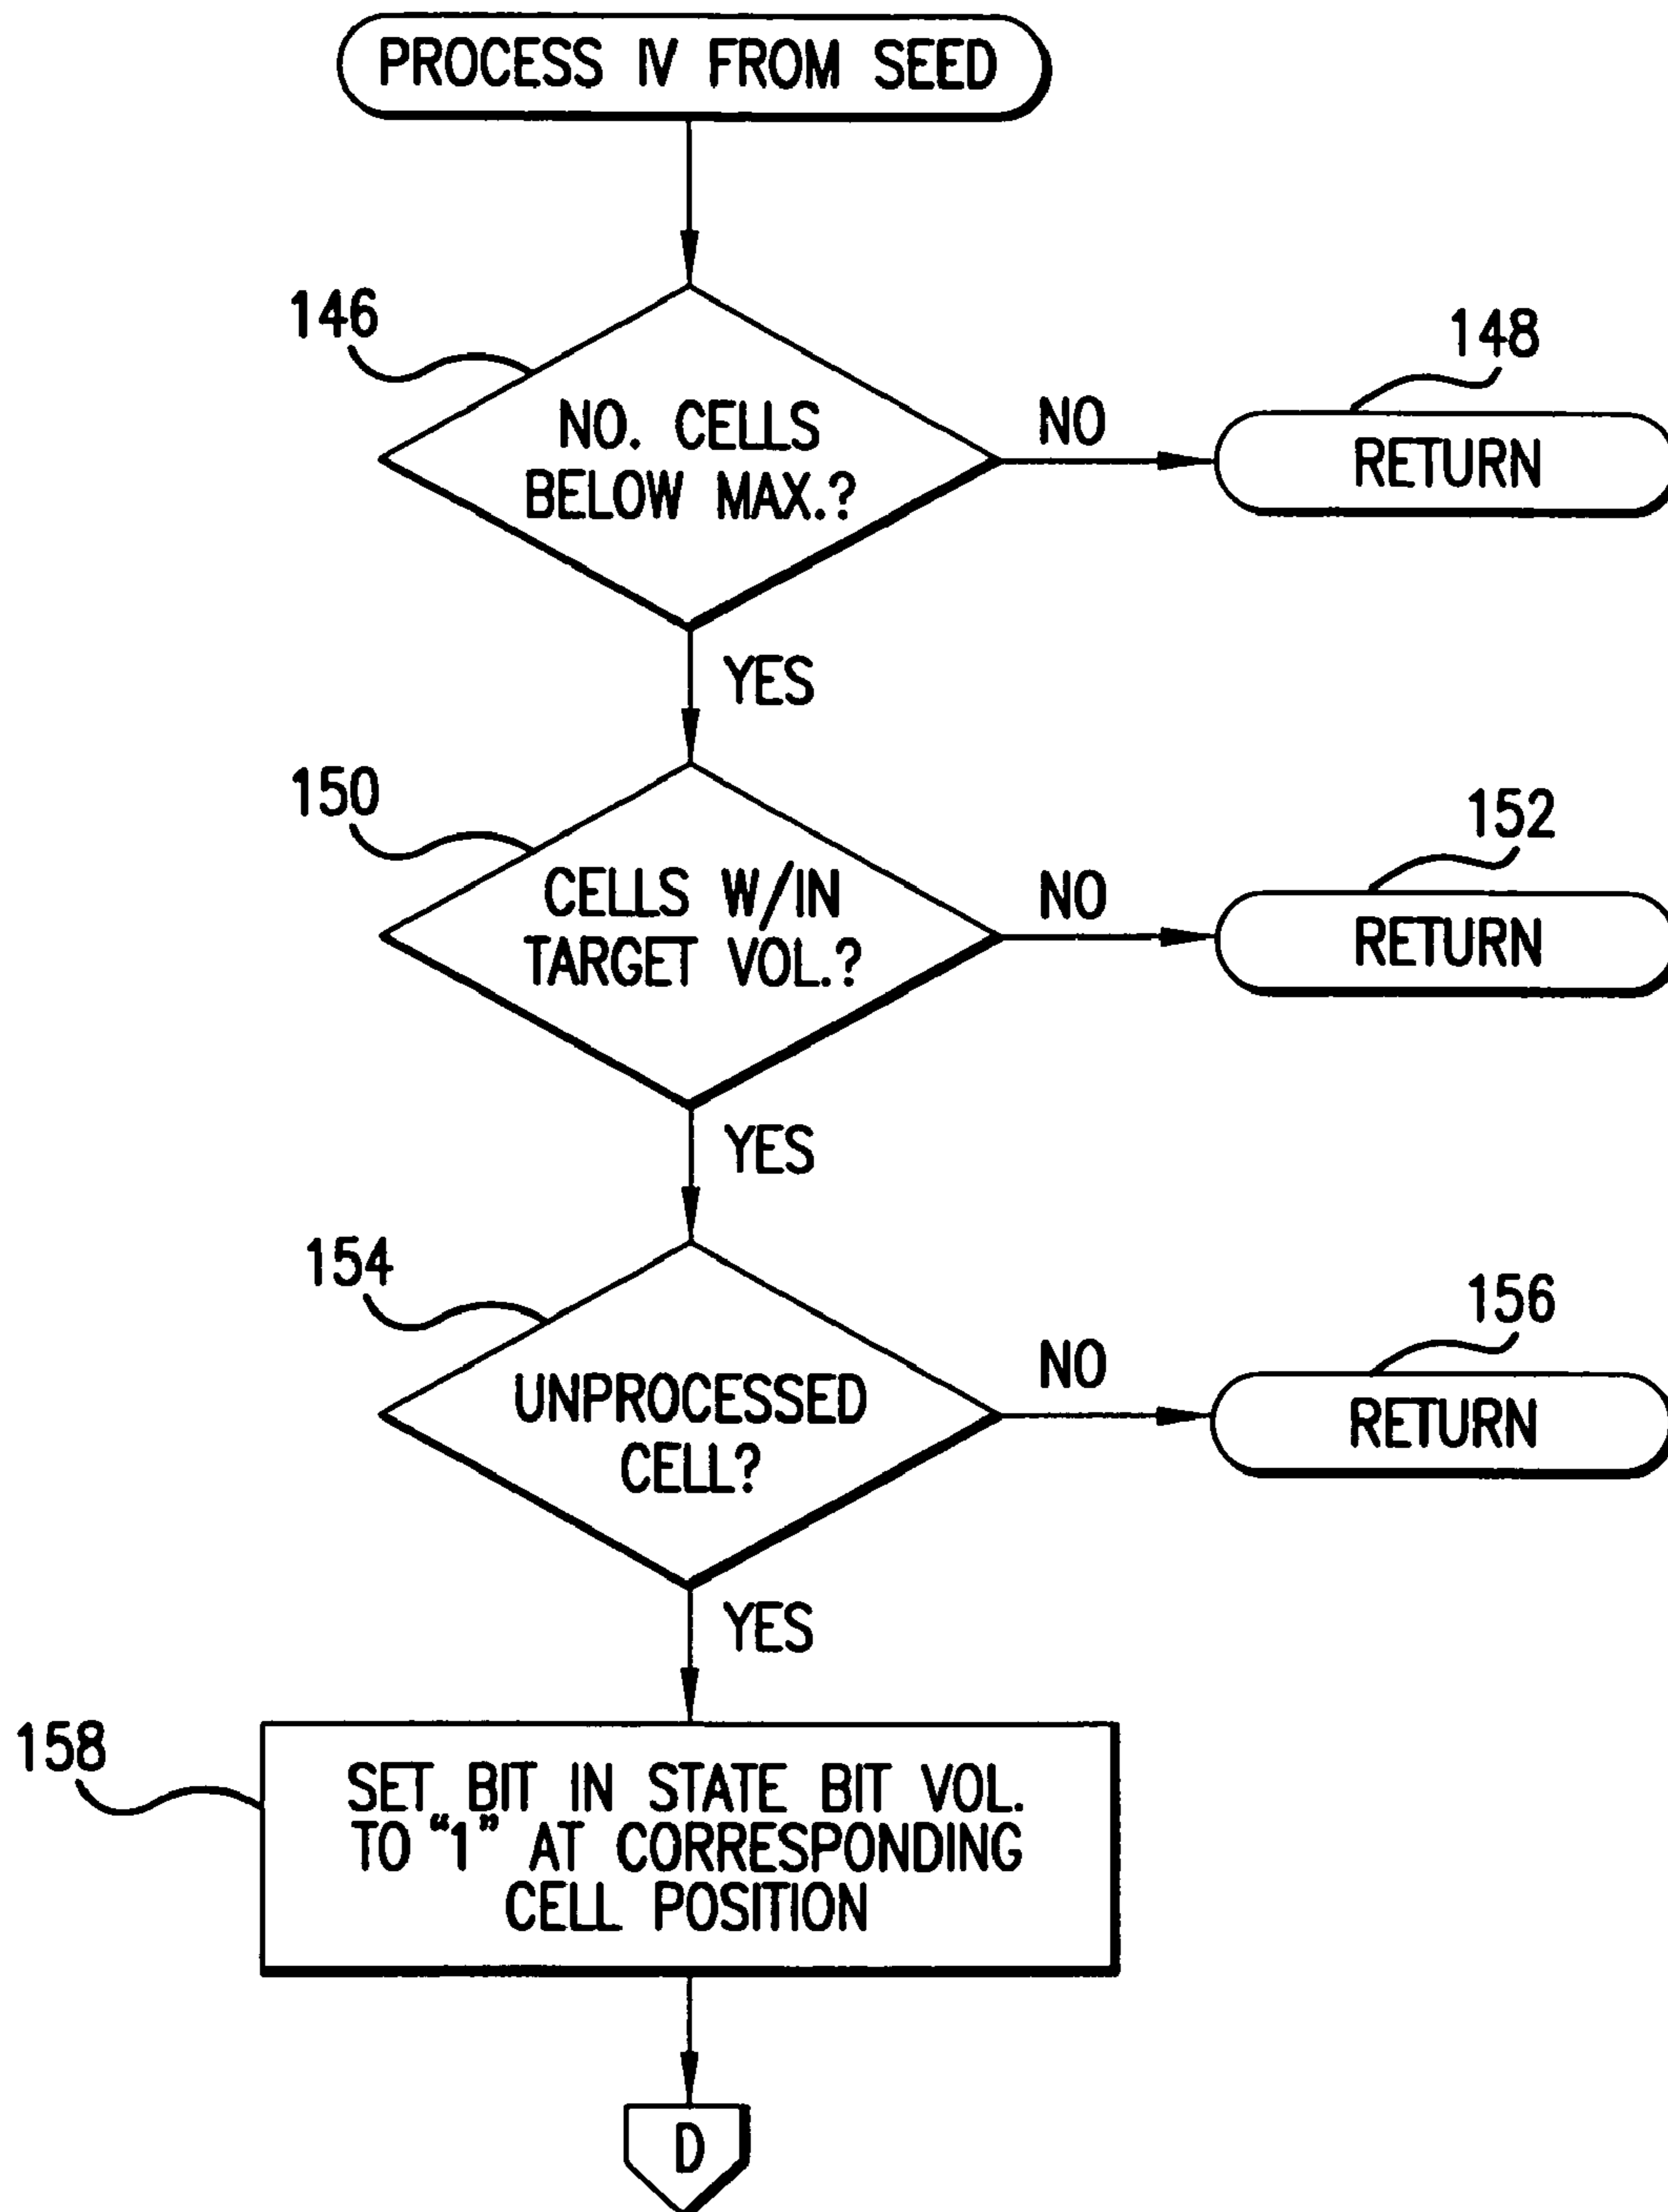 PROCESS IV FROM SEED
146
148
NO. CELLS
BELOW MAX.?
NO
RETURN
YES
150
152
CELLS W/IN
TARGET VOL.?
NO
RETURN
YES
154
156
UNPROCESSED
CELL?
NO
RETURN
YES
158
SET BIT IN STATE BIT VOL.
TO “1” AT CORRESPONDING
CELL POSITION
D